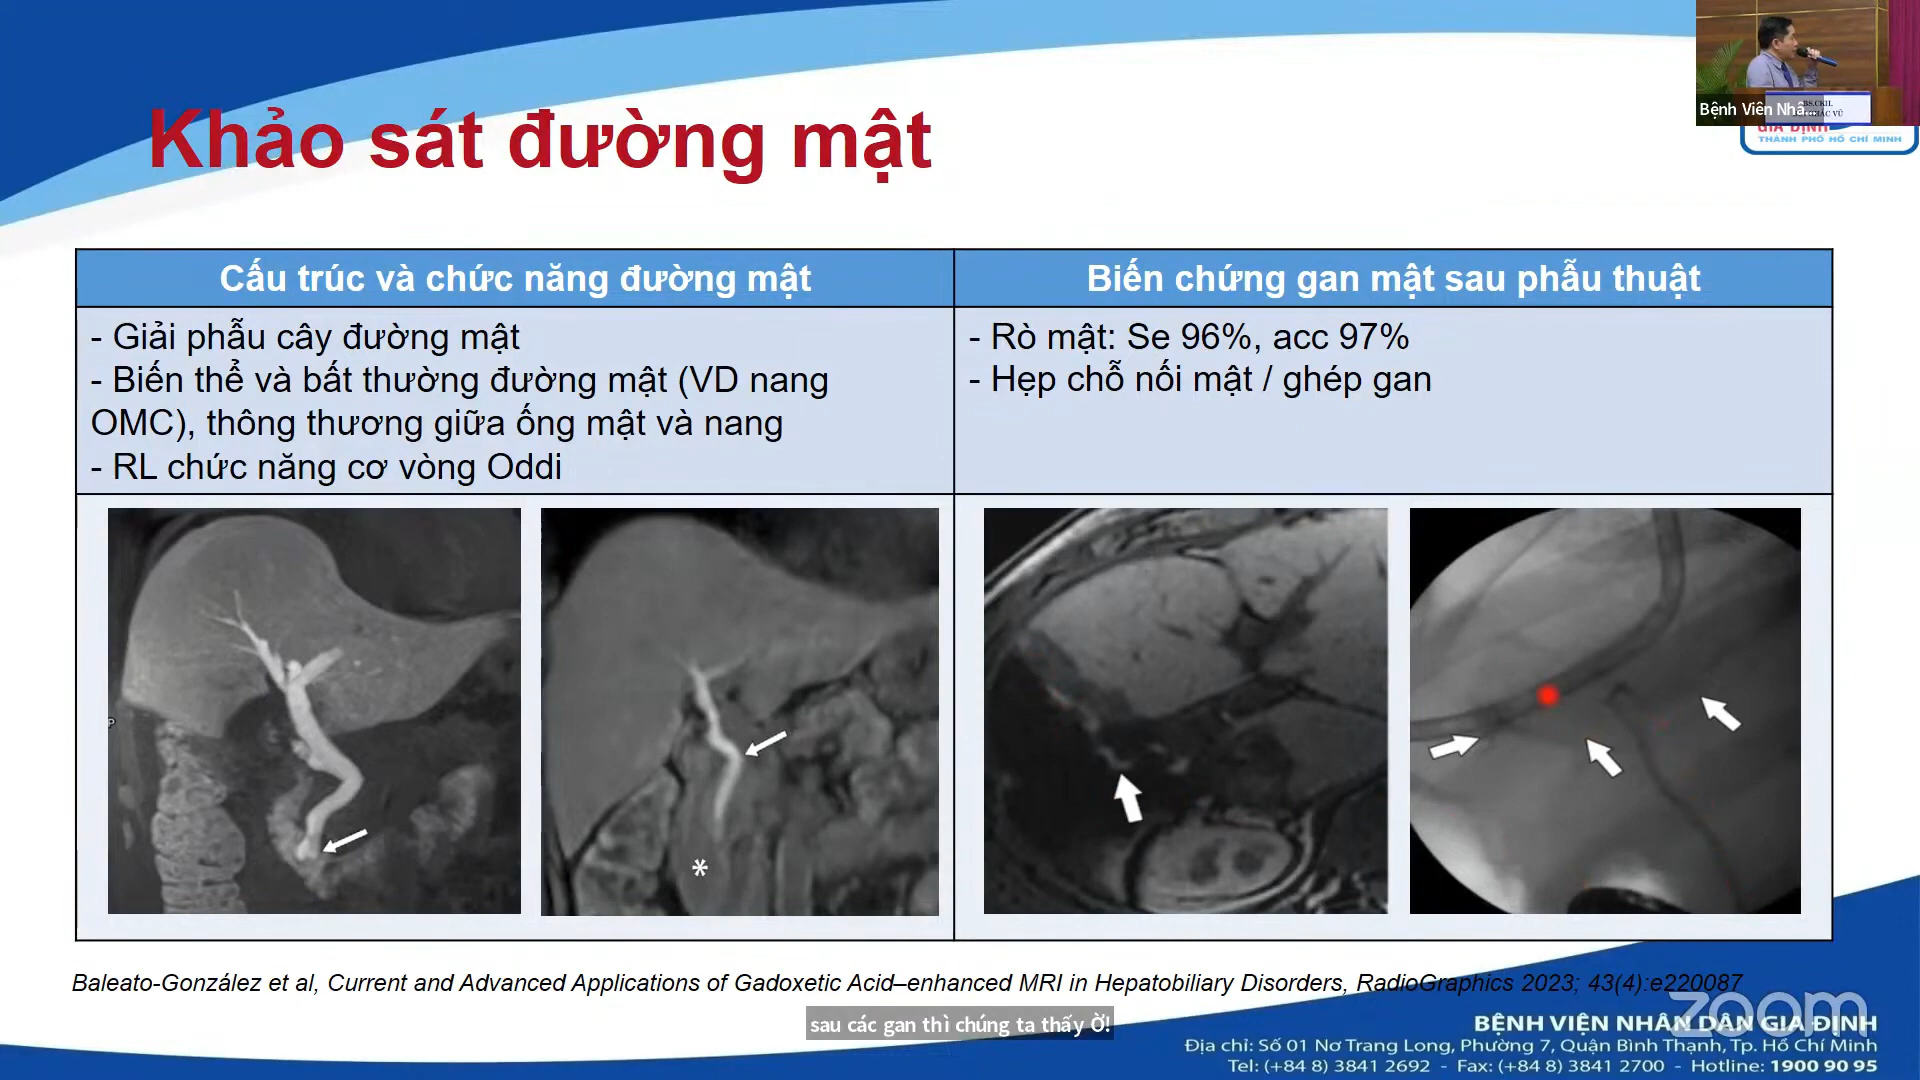 Bệnh Viên Nhâ...
BS.CKII.
GIA ĐỊNH
THÀNH PHỐ HỒ CHÍ MINH
Khảo sát đường mật
Cấu trúc và chức năng đường mật
- Giải phẫu cây đường mật
- Biến thể và bất thường đường mật (VD nang
OMC), thông thương giữa ống mật và nang
- RL chức năng cơ vòng Oddi
Biến chứng gan mật sau phẫu thuật
- Rò mật: Se 96%, acc 97%
- Hẹp chỗ nối mật / ghép gan
P
*
Baleato-González et al, Current and Advanced Applications of Gadoxetic Acid–enhanced MRI in Hepatobiliary Disorders, RadioGraphics 2023; 43(4):e220087
sau các gan thì chúng ta thấy Ờ!
zoom
BỆNH VIỆN NHÂN DÂN GIA ĐỊNH
Địa chỉ: Số 01 Nơ Trang Long, Phường 7, Quận Bình Thạnh, Tp. Hồ Chí Minh
Tel: (+84 8) 3841 2692 - Fax: (+84 8) 3841 2700 - Hotline: 1900 90 95